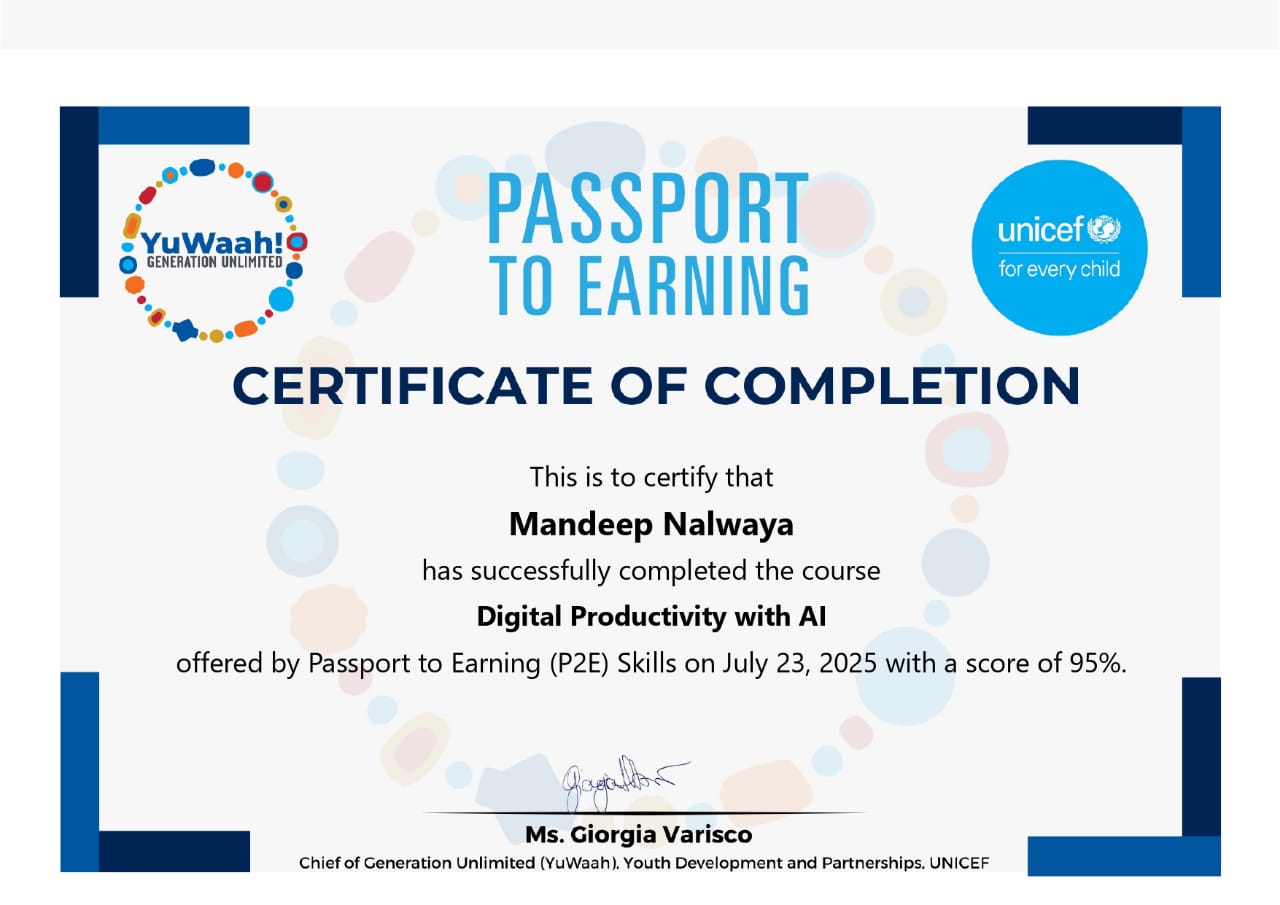 YuWaah!
GENERATION UNLIMITED
PASSPORT
TO EARNING
unicef
for every child
CERTIFICATE OF COMPLETION
This is to certify that
Mandeep Nalwaya
has successfully completed the course
Digital Productivity with AI
offered by Passport to Earning (P2E) Skills on July 23, 2025 with a score of 95%.
Ms. Giorgia Varisco
Chief of Generation Unlimited (YuWaah), Youth Development and Partnerships, UNICEF